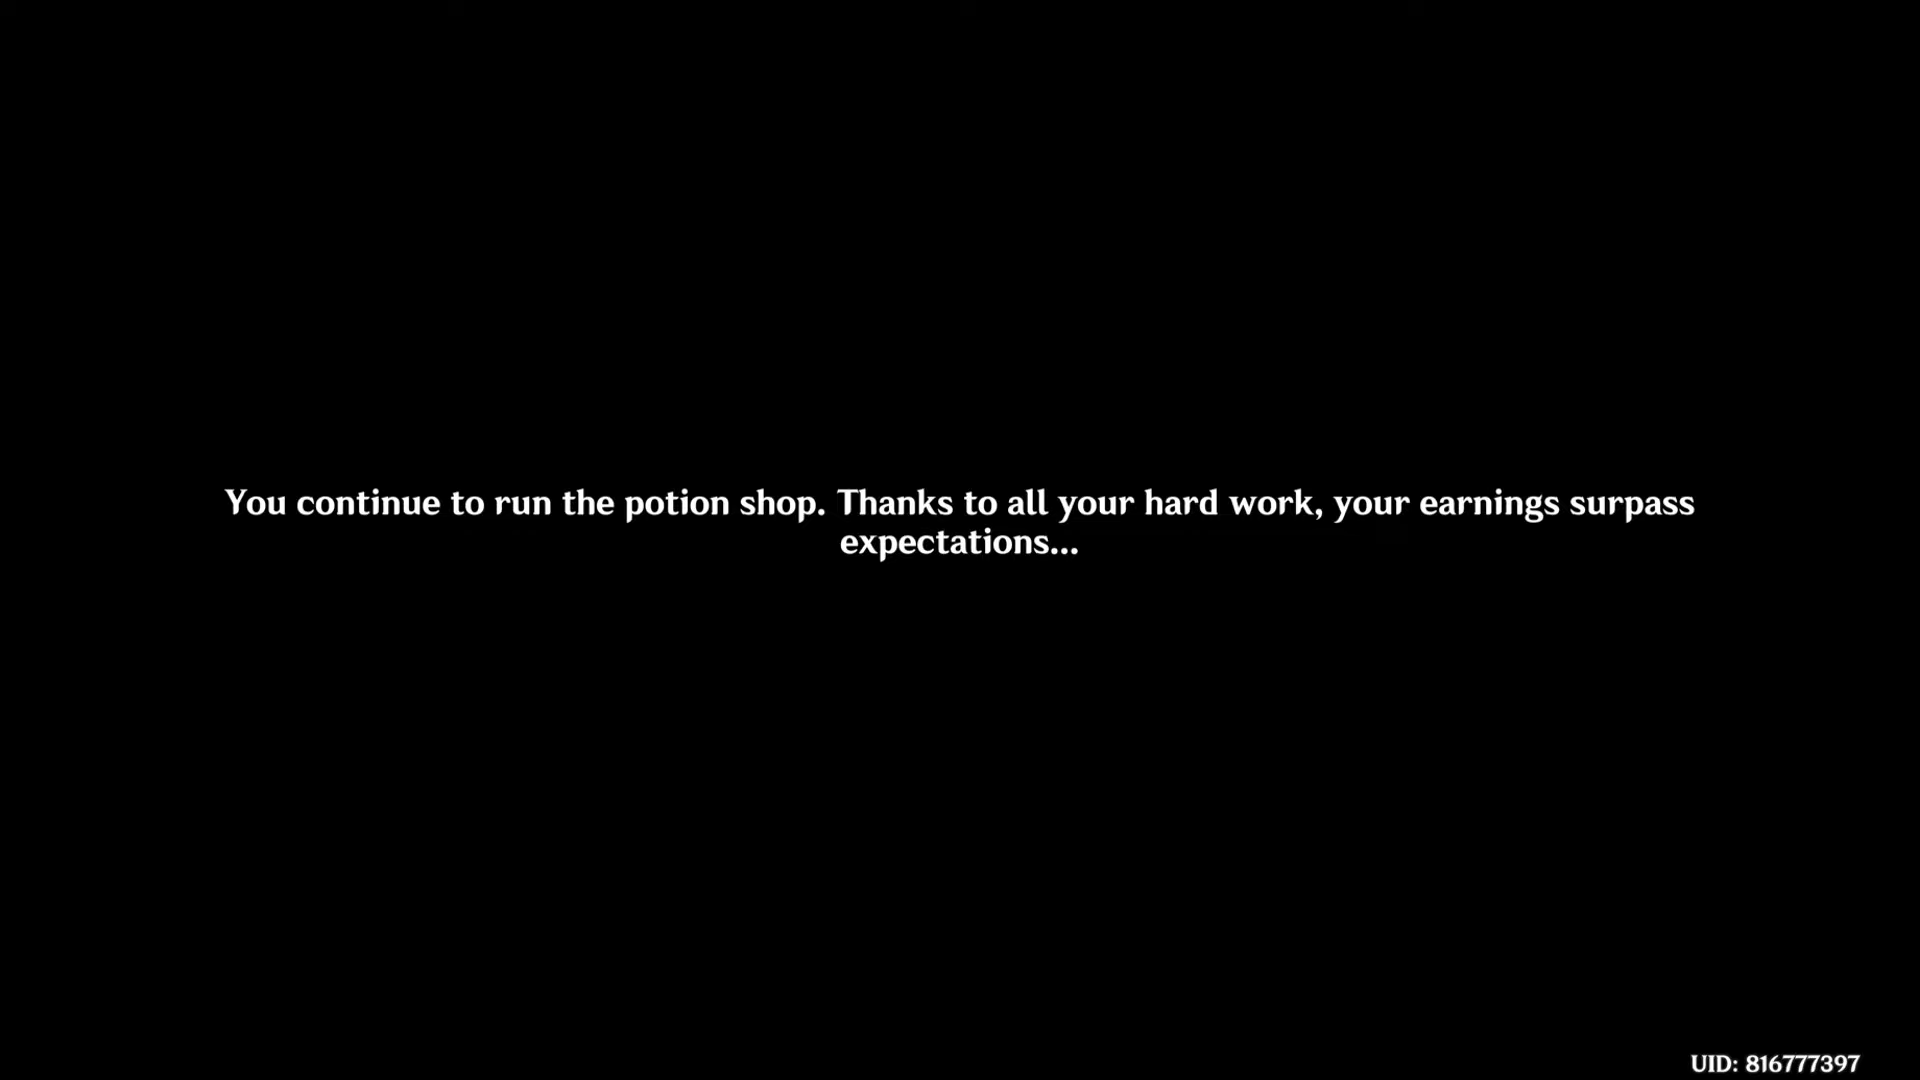 You continue to run the potion shop. Thanks to all your hard work, your earnings surpass
expectations...
UID: 816777397